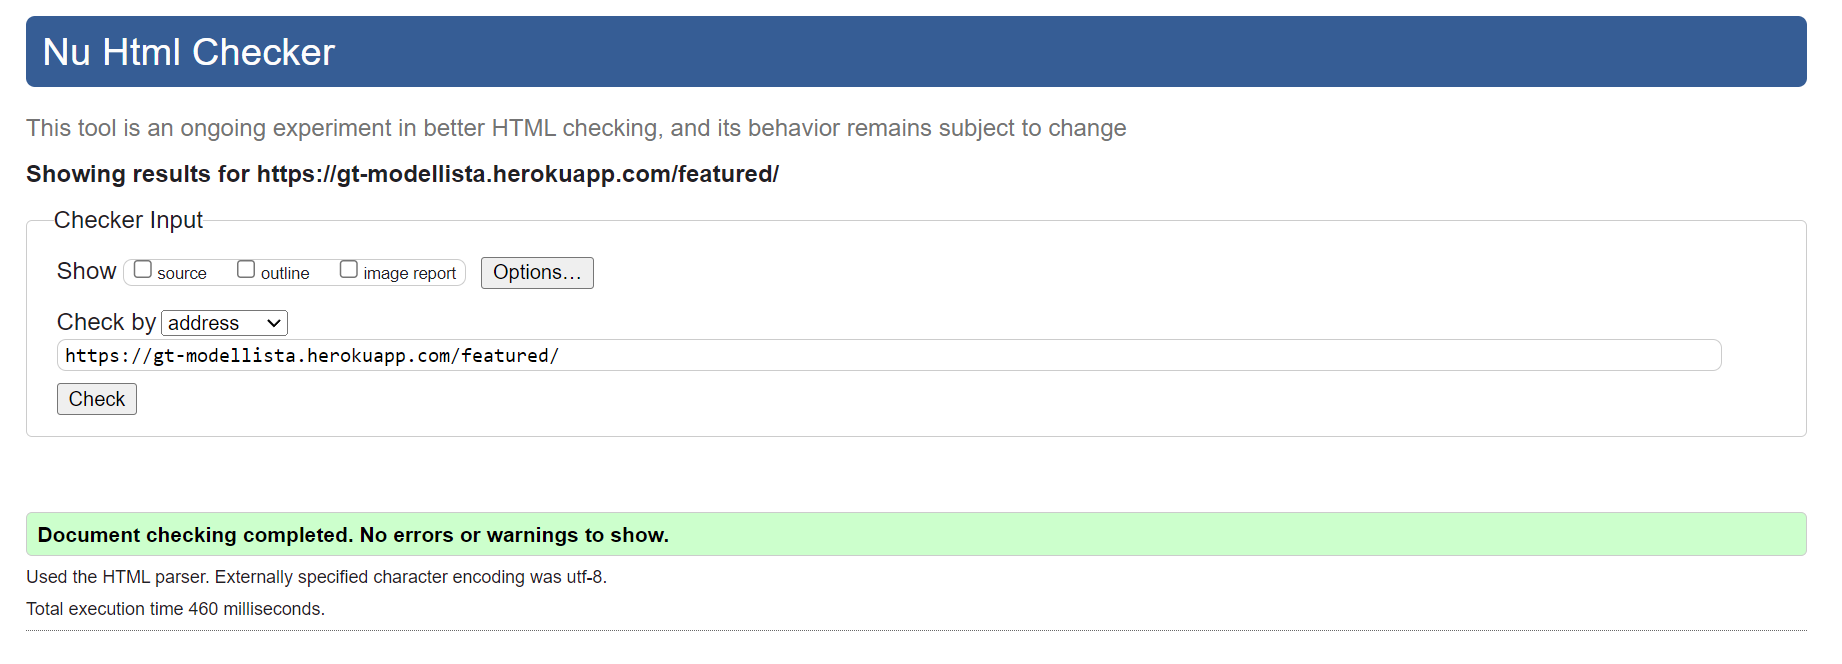 Nu Html Checker
This tool is an ongoing experiment in better HTML checking, and its behavior remains subject to change
Showing results for https://gt-modellista.herokuapp.com/featured/
Checker Input
Show source outline image report Options...
Check by address
https://gt-modellista.herokuapp.com/featured/
Check
Document checking completed. No errors or warnings to show.
Used the HTML parser. Externally specified character encoding was utf-8.
Total execution time 460 milliseconds.